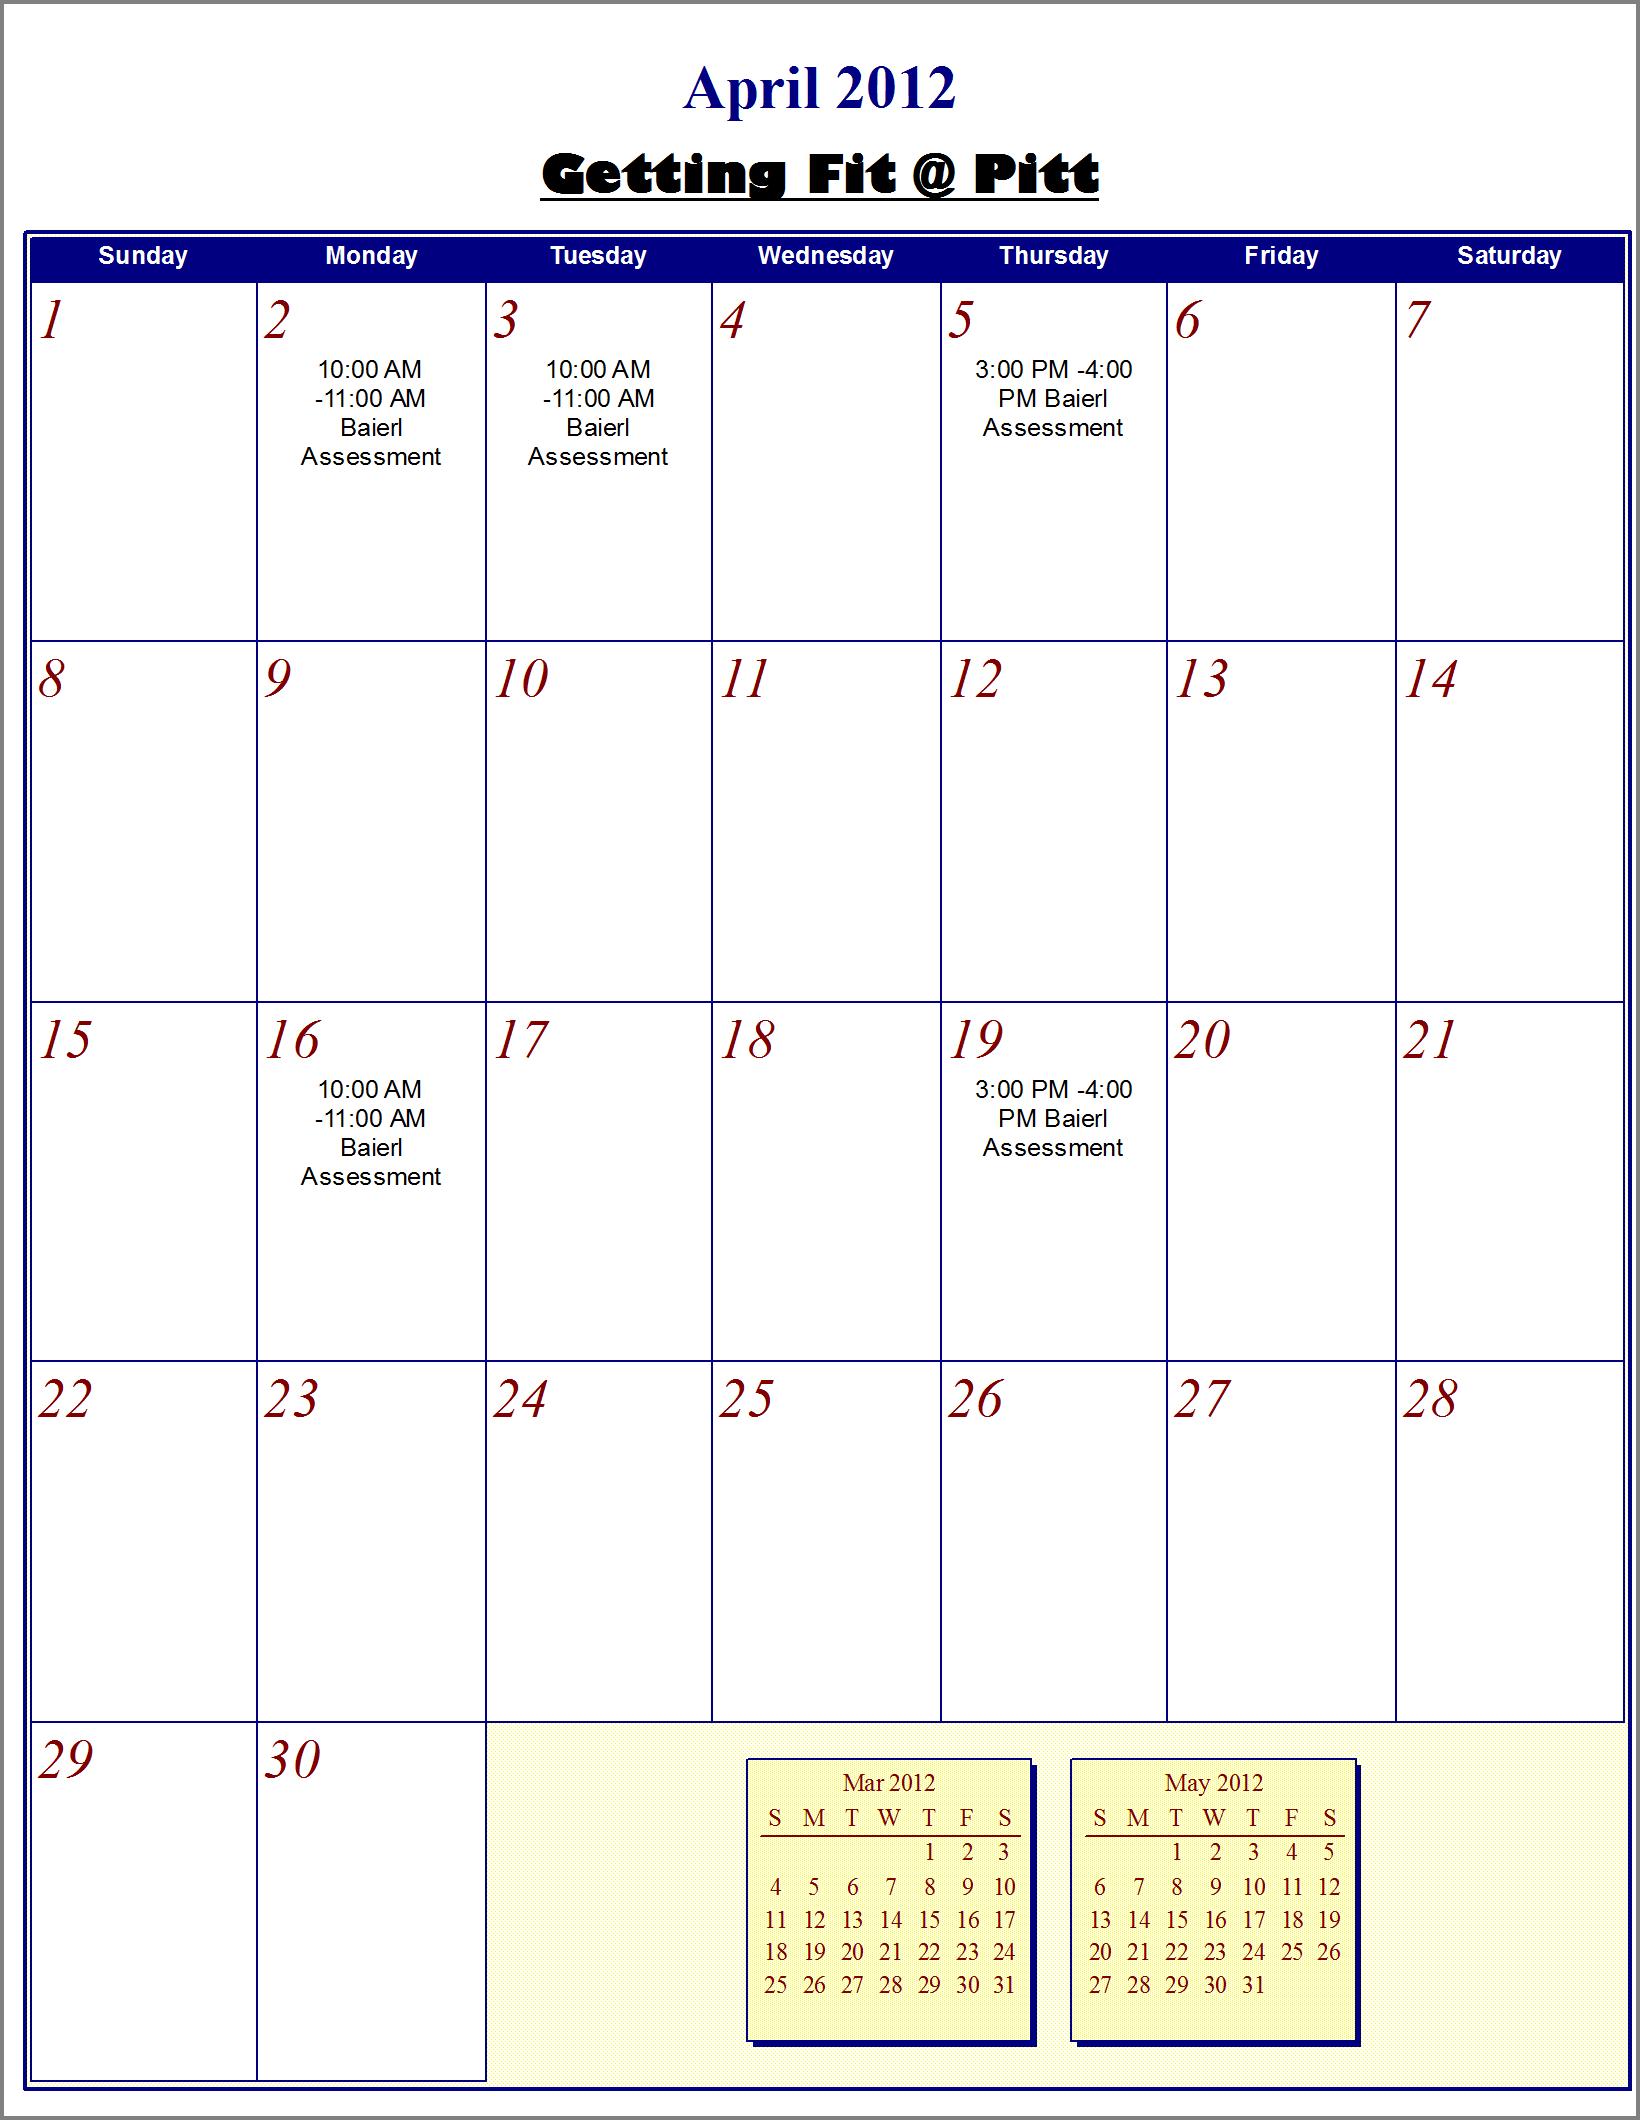 April 2012
Getting Fit @ Pitt
Sunday Monday Tuesday Wednesday Thursday Friday Saturday
1 2 3 4 5 6 7
10:00 AM
-11:00 AM
Baierl
Assessment
10:00 AM
-11:00 AM
Baierl
Assessment
3:00 PM -4:00
PM Baierl
Assessment
8 9 10 11 12 13 14
15 16 17 18 19 20 21
10:00 AM
-11:00 AM
Baierl
Assessment
3:00 PM -4:00
PM Baierl
Assessment
22 23 24 25 26 27 28
29 30
Mar 2012
S M T W T F S
1 2 3
4 5 6 7 8 9 10
11 12 13 14 15 16 17
18 19 20 21 22 23 24
25 26 27 28 29 30 31
May 2012
S M T W T F S
1 2 3 4 5
6 7 8 9 10 11 12
13 14 15 16 17 18 19
20 21 22 23 24 25 26
27 28 29 30 31